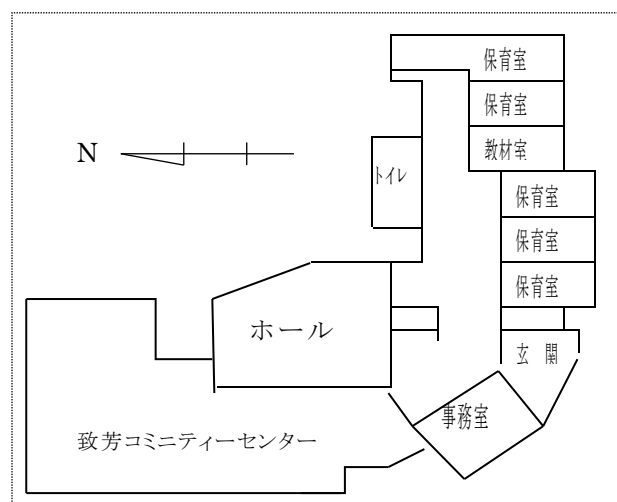 保育室
保育室
N
教材室
トイレ
保育室
保育室
保育室
ホール
玄 関
事務室
致芳コミニティーセンター